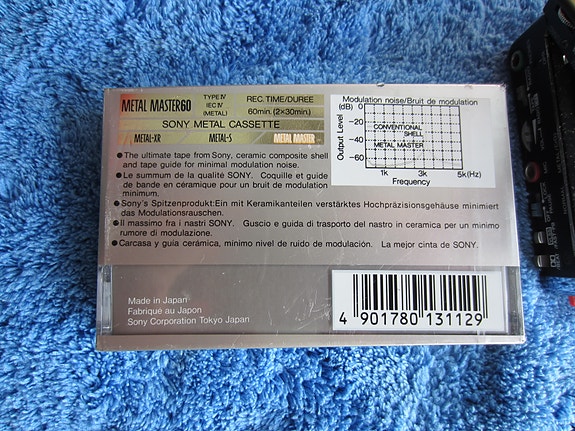 METAL MASTER60
TYPE IV
IEC IV
(METAL)
REC. TIME/DUREE
60min. (2×30min.)
SONY METAL CASSETTE
METAL-XR METAL-S METAL MASTER
●The ultimate tape from Sony, ceramic composite shell
and tape guide for minimal modulation noise.
●Le summum de la qualité SONY. Coquille et guide
de bande en céramique pour un bruit de modulation
minimum.
●Sony's Spitzenprodukt:Ein mit Keramikanteilen verstärktes Hochpräzisionsgehäuse minimiert
das Modulationsrauschen.
●Il massimo fra i nastri SONY. Guscio e guida di trasporto del nastro in ceramica per un minimo
rumore di modulazione.
●Carcasa y guía cerámica, mínimo nivel de ruido de modulación. La mejor cinta de SONY.
Modulation noise/Bruit de modulation
Output Level (dB)
0
-20
-40
-60
CONVENTIONAL
SHELL
METAL MASTER
1k 3k 5k(Hz)
Frequency
Made in Japan
Fabriqué au Japon
Sony Corporation Tokyo Japan
4 901780 131129